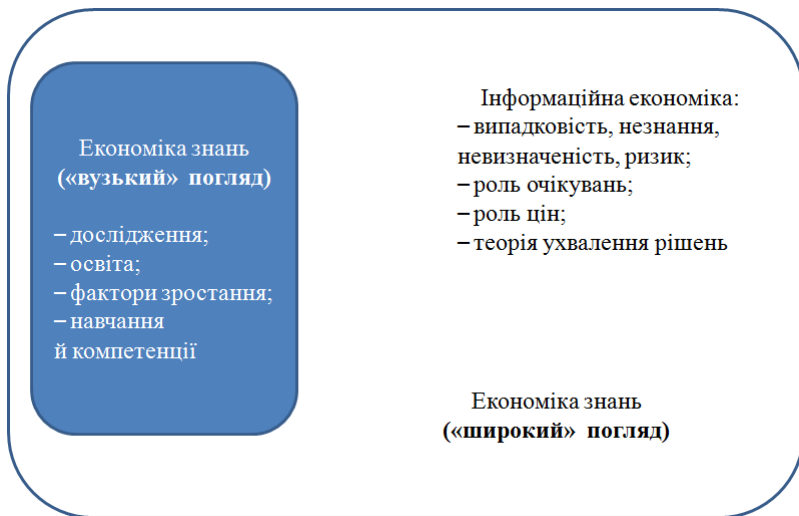 Економіка знань
(«вузький» погляд)
– дослідження;
– освіта;
– фактори зростання;
– навчання
й компетенції
Інформаційна економіка:
– випадковість, незнання,
невизначеність, ризик;
– роль очікувань;
– роль цін;
– теорія ухвалення рішень
Економіка знань
(«широкий» погляд)